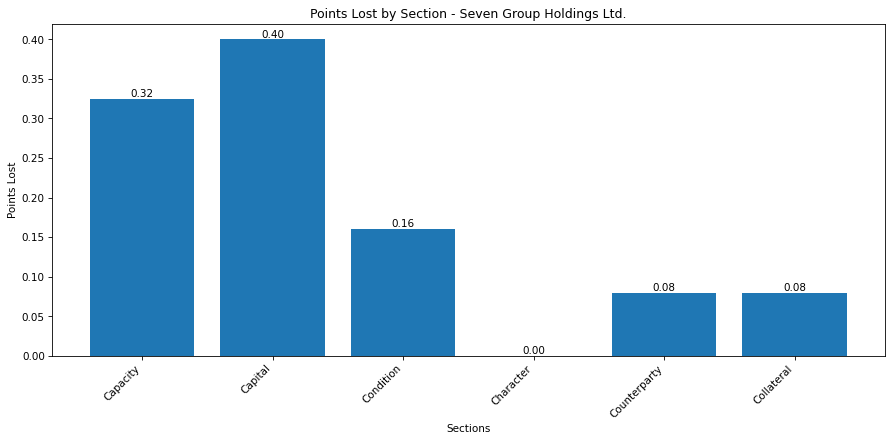 Points Lost by Section - Seven Group Holdings Ltd.
Points Lost
0.40
0.35
0.30
0.25
0.20
0.15
0.10
0.05
0.00
0.32
0.40
0.16
0.00
0.08
0.08
Capacity
Capital
Condition
Character
Counterparty
Collateral
Sections